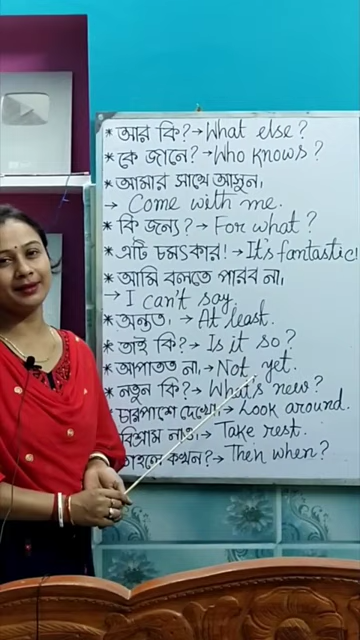 * আর কি? → What else?
* কে জানে? → Who knows?
* আমার সাথে আসুন।
→ Come with me.
* কি জন্য? → For what?
* এটি চমৎকার! → It's fantastic!
* আমি বলতে পারব না।
→ I can't say.
* অন্তত। → At least.
* তাই কি? → Is it so?
* আপাতত না। → Not yet.
* নতুন কি? → What's new?
চারপাশে দেখো। → Look around.
বিশ্রাম নাও। → Take rest.
তাহলে কখন? → Then when?